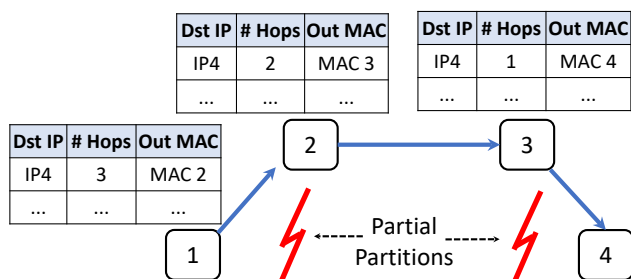 Dst IP # Hops Out MAC
IP4 2 MAC 3
... ... ...
Dst IP # Hops Out MAC
IP4 1 MAC 4
... ... ...
Dst IP # Hops Out MAC
IP4 3 MAC 2
... ... ...
2
3
1
Partial
Partitions
4